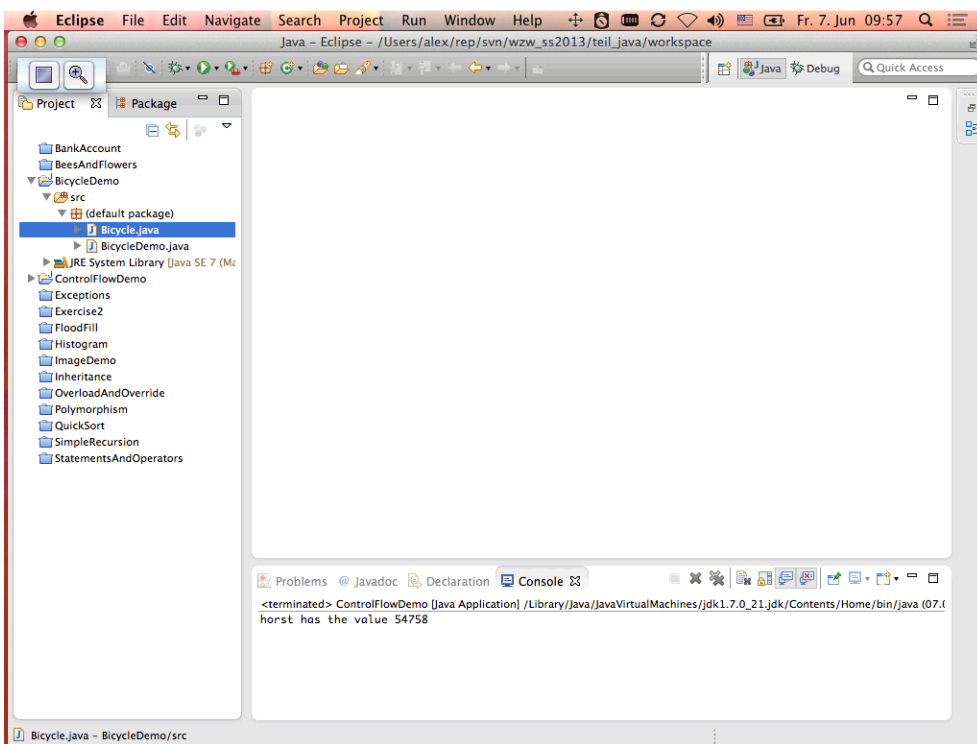 Eclipse File Edit Navigate Search Project Run Window Help Fr. 7. Jun 09:57
Java – Eclipse – /Users/alex/rep/svn/wzw_ss2013/teil_java/workspace
Java Debug Quick Access
Project Package
BankAccount
BeesAndFlowers
BicycleDemo
src
(default package)
Bicycle.java
BicycleDemo.java
JRE System Library [Java SE 7 (Ma
ControlFlowDemo
Exceptions
Exercise2
FloodFill
Histogram
ImageDemo
Inheritance
OverloadAndOverride
Polymorphism
QuickSort
SimpleRecursion
StatementsAndOperators
Problems @ Javadoc Declaration Console
<terminated> ControlFlowDemo [Java Application] /Library/Java/JavaVirtualMachines/jdk1.7.0_21.jdk/Contents/Home/bin/java (07.0
horst has the value 54758
Bicycle.java – BicycleDemo/src